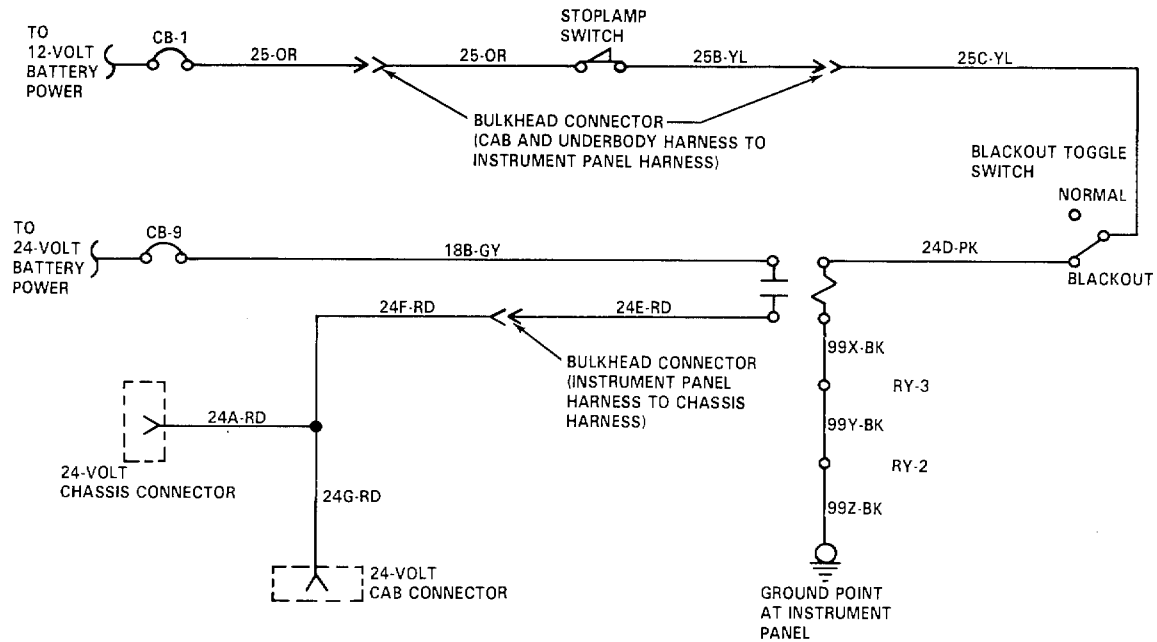 TO
12-VOLT
BATTERY
POWER
CB-1
25-OR
25-OR
STOPLAMP
SWITCH
25B-YL
25C-YL
BULKHEAD CONNECTOR
(CAB AND UNDERBODY HARNESS TO
INSTRUMENT PANEL HARNESS)
BLACKOUT TOGGLE
SWITCH
NORMAL
BLACKOUT
TO
24-VOLT
BATTERY
POWER
CB-9
18B-GY
24D-PK
24F-RD
24E-RD
BULKHEAD CONNECTOR
(INSTRUMENT PANEL
HARNESS TO CHASSIS
HARNESS)
99X-BK
RY-3
99Y-BK
RY-2
99Z-BK
24A-RD
24-VOLT
CHASSIS CONNECTOR
24G-RD
24-VOLT
CAB CONNECTOR
GROUND POINT
AT INSTRUMENT
PANEL